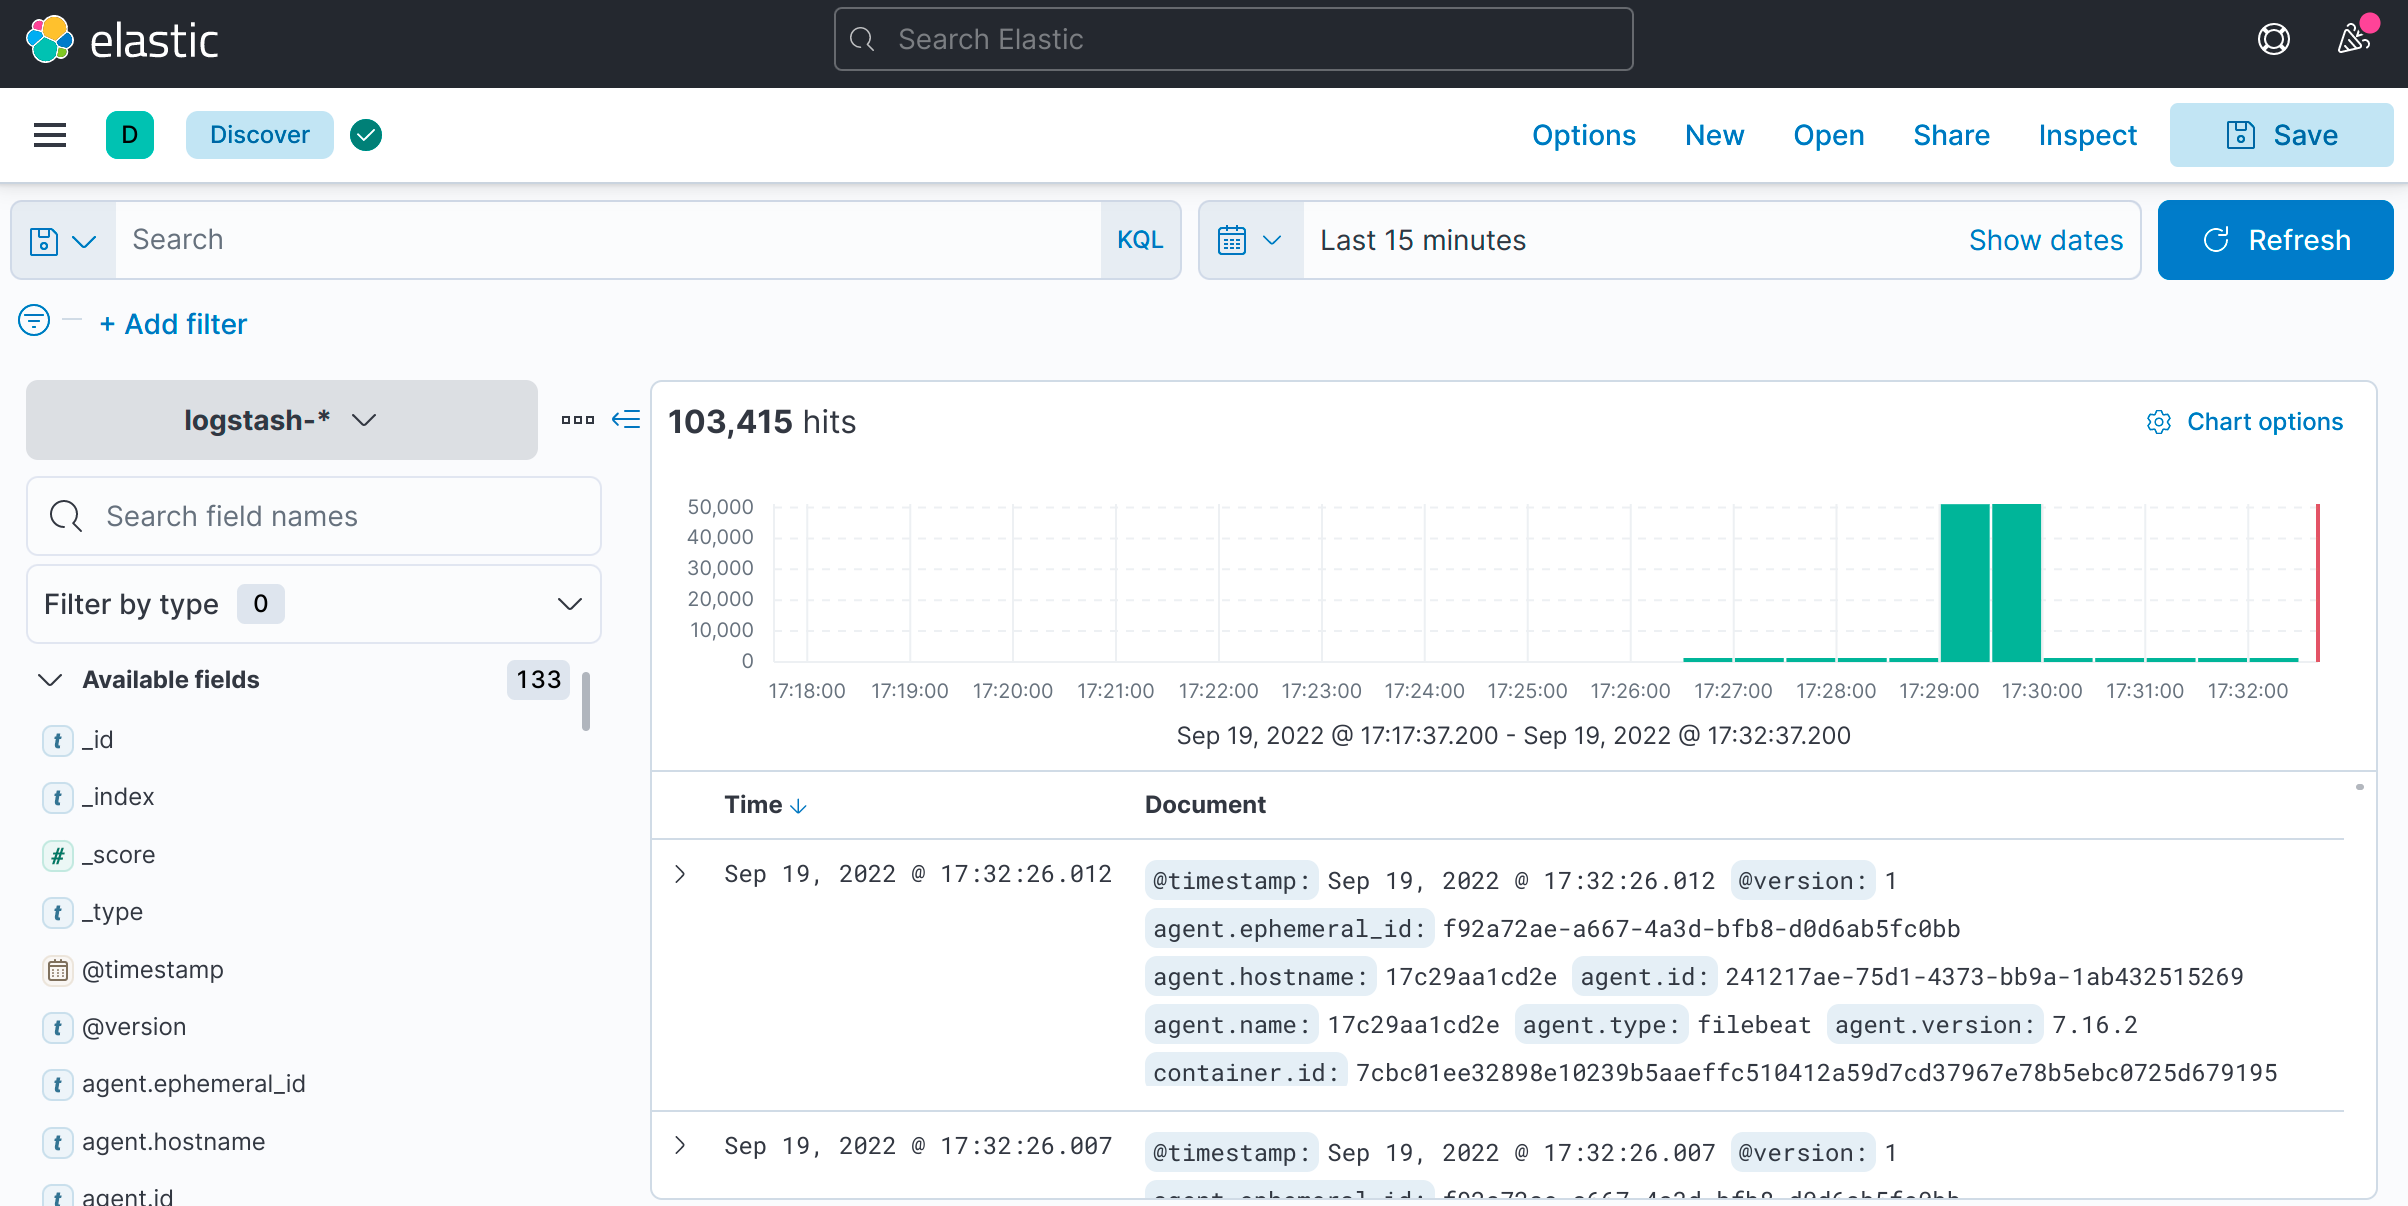 elastic
Search Elastic
D Discover
Options New Open Share Inspect Save
Search KQL
Last 15 minutes Show dates
Refresh
+ Add filter
logstash-*
Search field names
Filter by type 0
Available fields 133
t _id
t _index
# _score
t _type
@timestamp
t @version
t agent.ephemeral_id
t agent.hostname
t agent.id
103,415 hits
Chart options
50,000
40,000
30,000
20,000
10,000
0
17:18:00 17:19:00 17:20:00 17:21:00 17:22:00 17:23:00 17:24:00 17:25:00 17:26:00 17:27:00 17:28:00 17:29:00 17:30:00 17:31:00 17:32:00
Sep 19, 2022 @ 17:17:37.200 - Sep 19, 2022 @ 17:32:37.200
Time Document
Sep 19, 2022 @ 17:32:26.012
@timestamp: Sep 19, 2022 @ 17:32:26.012 @version: 1
agent.ephemeral_id: f92a72ae-a667-4a3d-bfb8-d0d6ab5fc0bb
agent.hostname: 17c29aa1cd2e agent.id: 241217ae-75d1-4373-bb9a-1ab432515269
agent.name: 17c29aa1cd2e agent.type: filebeat agent.version: 7.16.2
container.id: 7cbc01ee32898e10239b5aaeffc510412a59d7cd37967e78b5ebc0725d679195
Sep 19, 2022 @ 17:32:26.007
@timestamp: Sep 19, 2022 @ 17:32:26.007 @version: 1
agent.ephemeral_id: f92a72ae-a667-4a3d-bfb8-d0d6ab5fc0bb